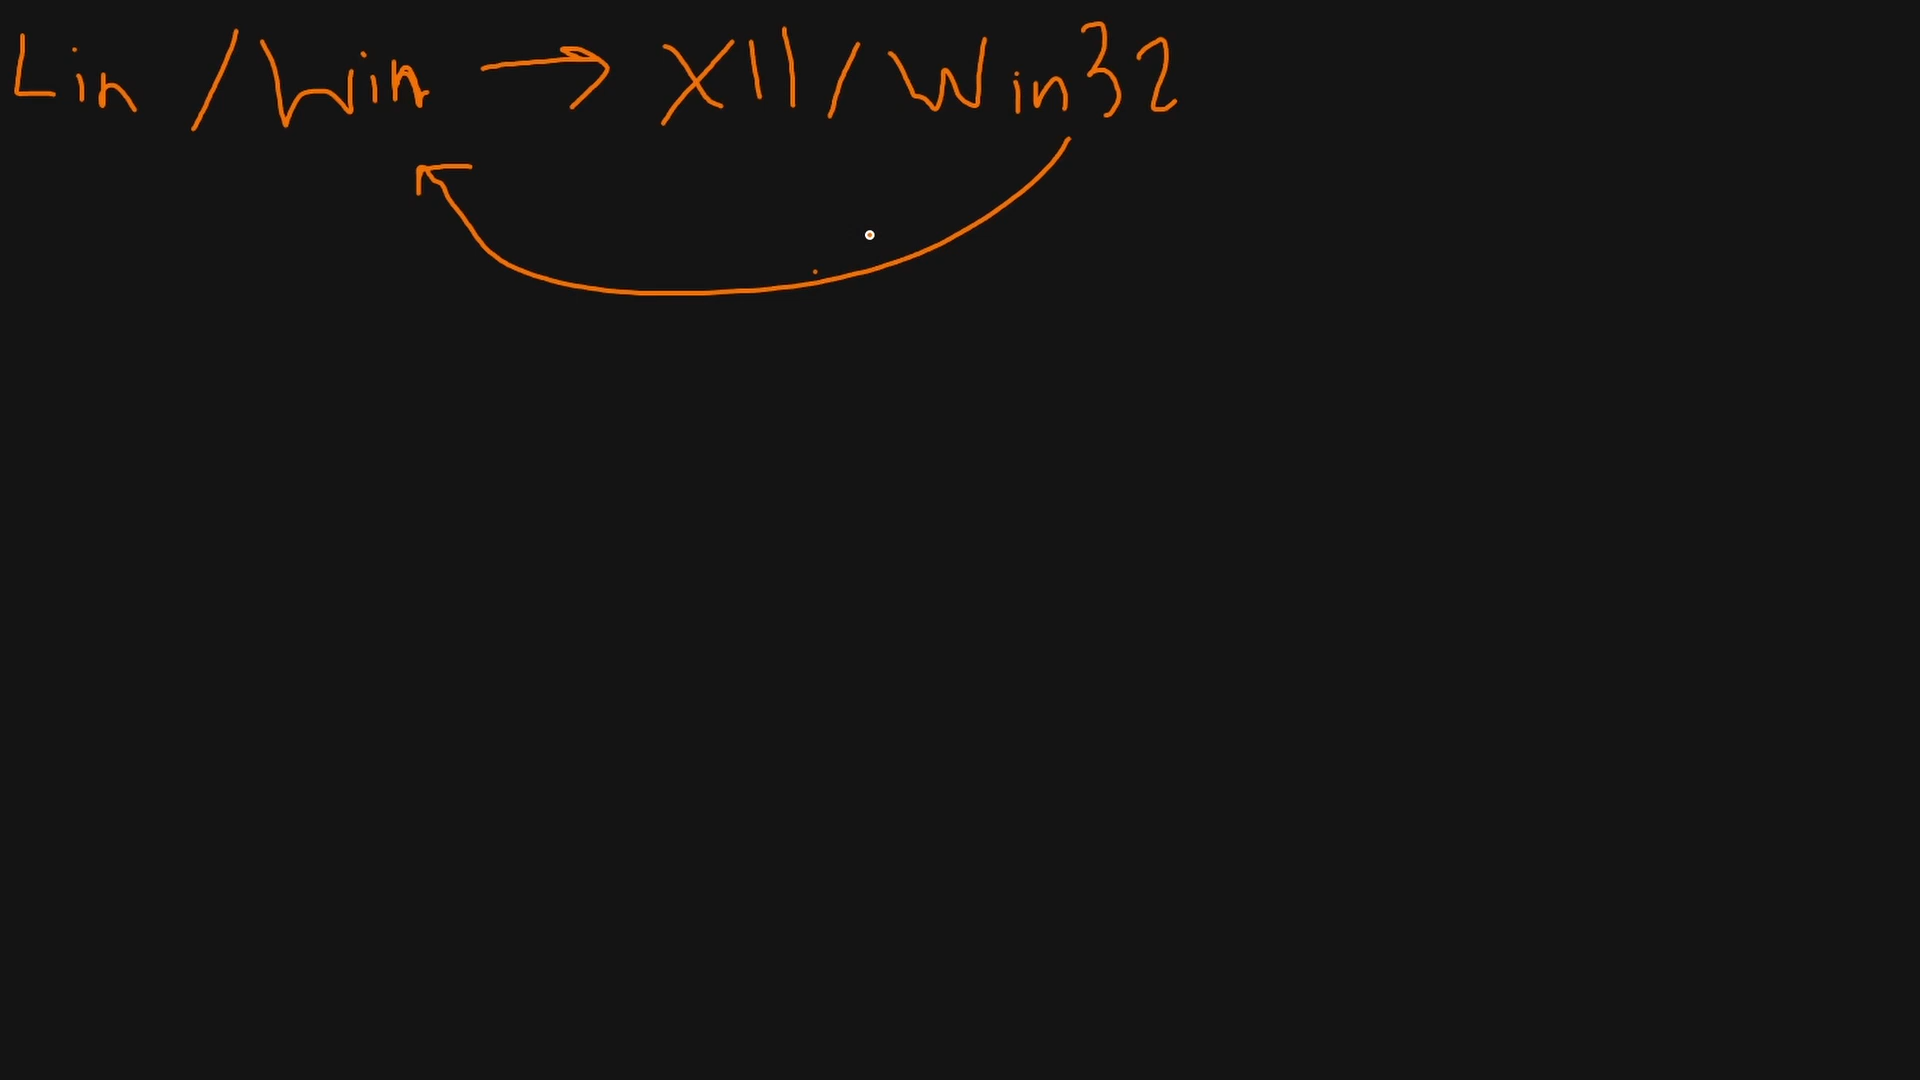 Lin / Win → X11 / Win32